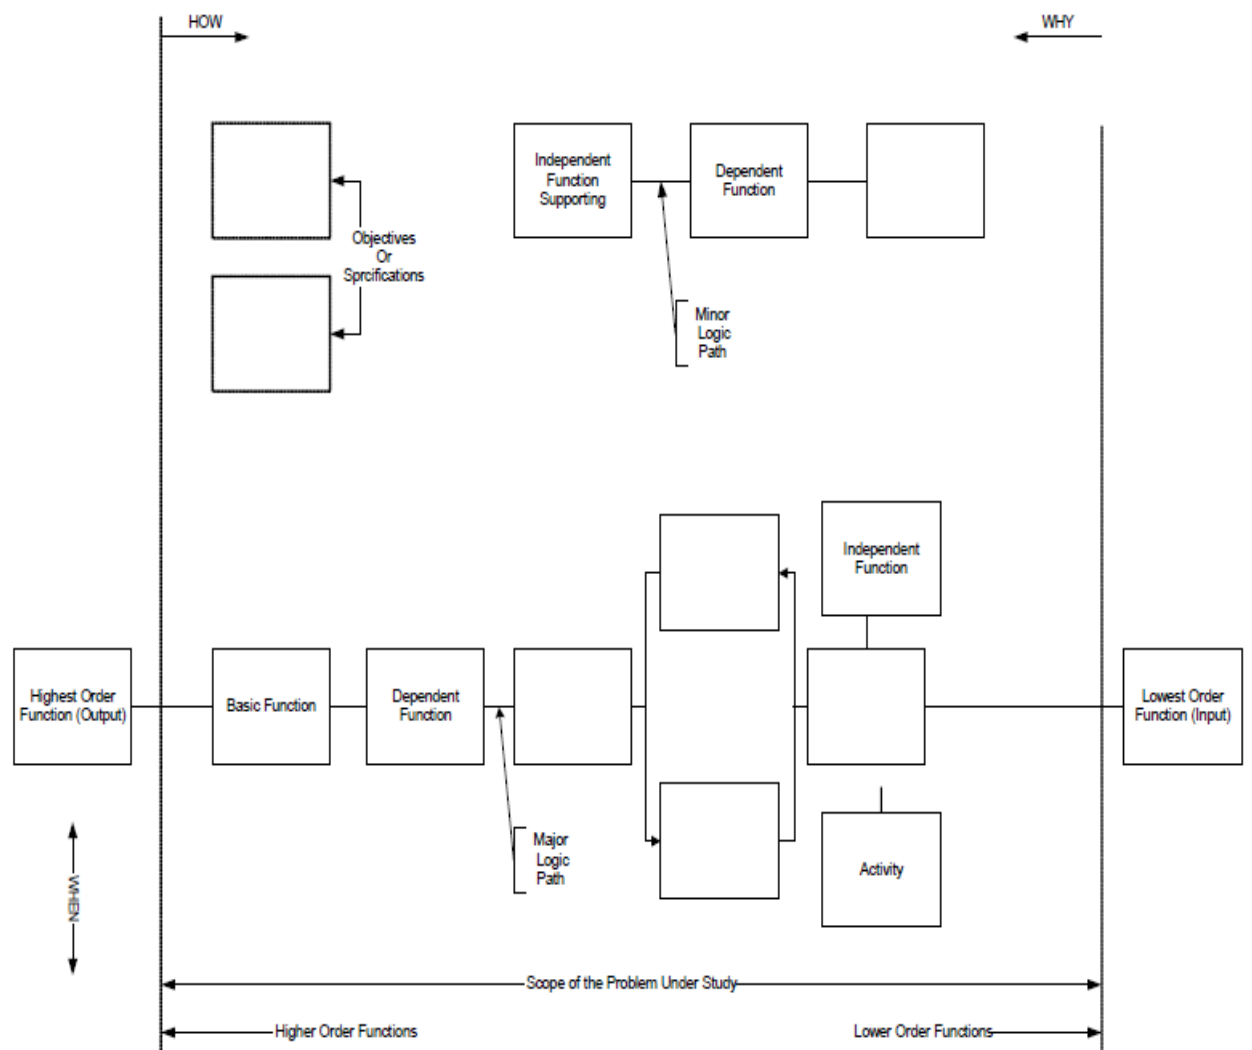 HOW
WHY
Independent
Function
Supporting
Dependent
Function
Objectives
Or
Sprcifications
Minor
Logic
Path
Independent
Function
Highest Order
Function (Output)
Basic Function
Dependent
Function
Lowest Order
Function (Input)
Major
Logic
Path
Activity
WHEN
Scope of the Problem Under Study
Higher Order Functions
Lower Order Functions